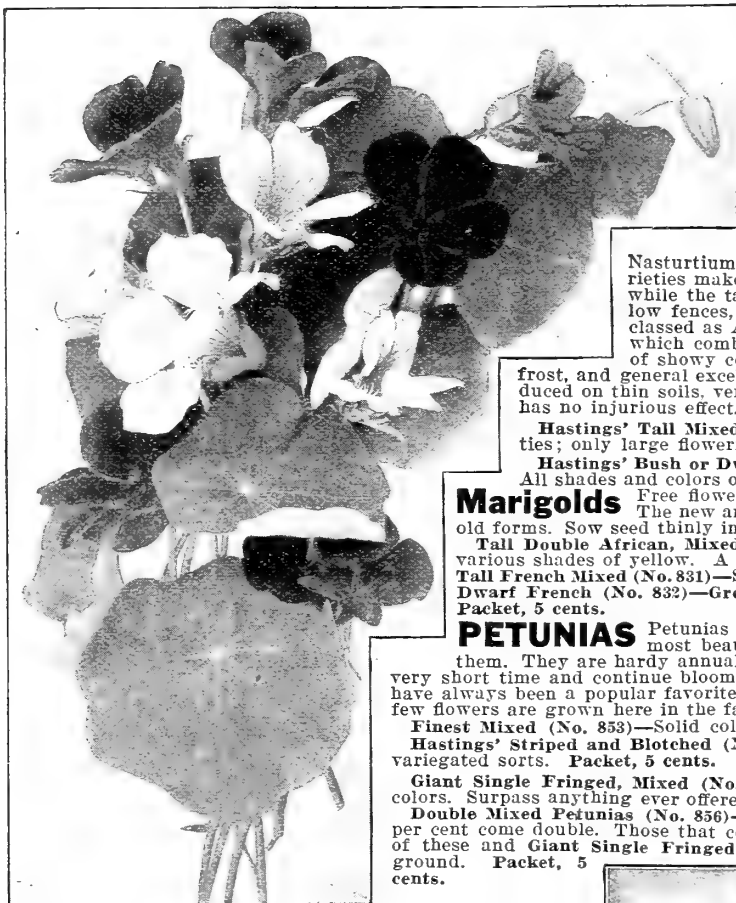 Nasturtium
rieties make
while the ta
low fences,
classed as A
which comb
of showy co
frost, and general exce
duced on thin soils, ver
has no injurious effect.
Hastings' Tall Mixed
ties; only large flower
Hastings' Bush or Dw
All shades and colors o
Marigolds Free flowe
The new an
old forms. Sow seed thinly in
Tall Double African, Mixed
various shades of yellow. A
Tall French Mixed (No. 831)—S
Dwarf French (No. 832)—Gre
Packet, 5 cents.
PETUNIAS Petunias
most beau
them. They are hardy annual
very short time and continue bloom
have always been a popular favorite
few flowers are grown here in the fa
Finest Mixed (No. 853)—Solid col
Hastings' Striped and Blotched (N
variegated sorts. Packet, 5 cents.
Giant Single Fringed, Mixed (No.
colors. Surpass anything ever offere
Double Mixed Petunias (No. 856)—
per cent come double. Those that c
of these and Giant Single Fringed
ground. Packet, 5
cents.